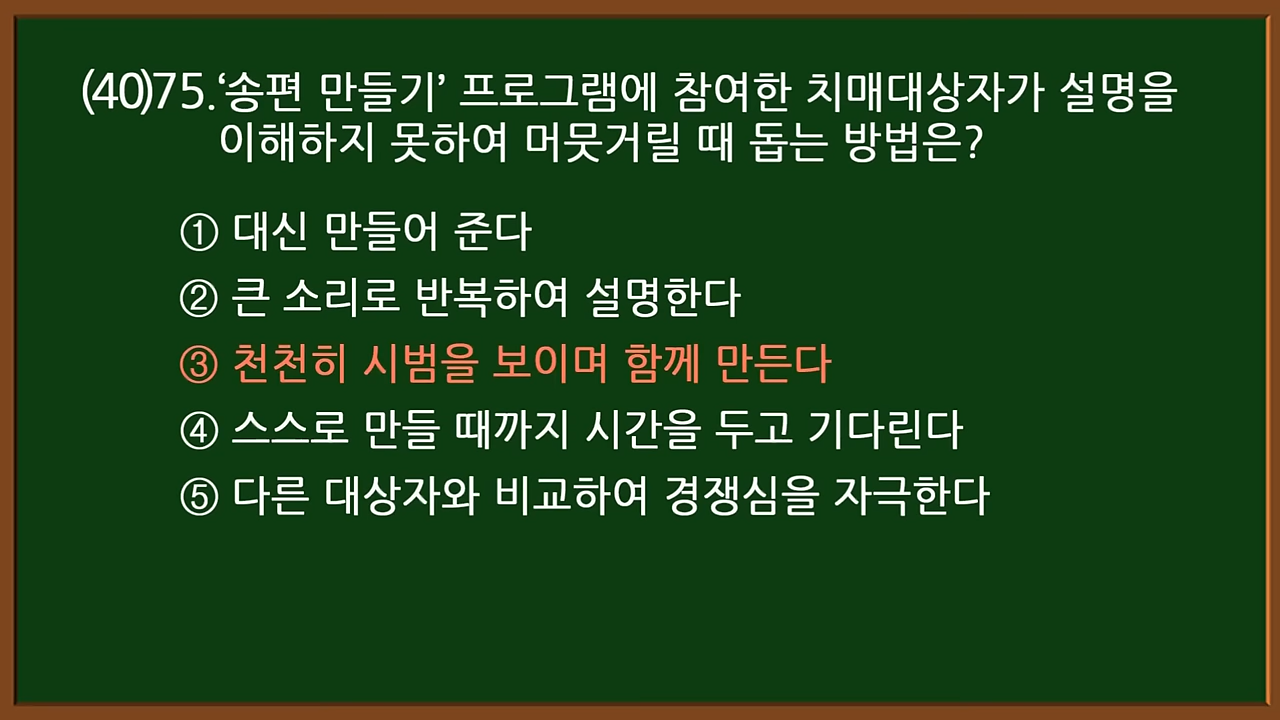 (40)75.‘송편 만들기’ 프로그램에 참여한 치매대상자가 설명을
이해하지 못하여 머뭇거릴 때 돕는 방법은?
① 대신 만들어 준다
② 큰 소리로 반복하여 설명한다
③ 천천히 시범을 보이며 함께 만든다
④ 스스로 만들 때까지 시간을 두고 기다린다
⑤ 다른 대상자와 비교하여 경쟁심을 자극한다